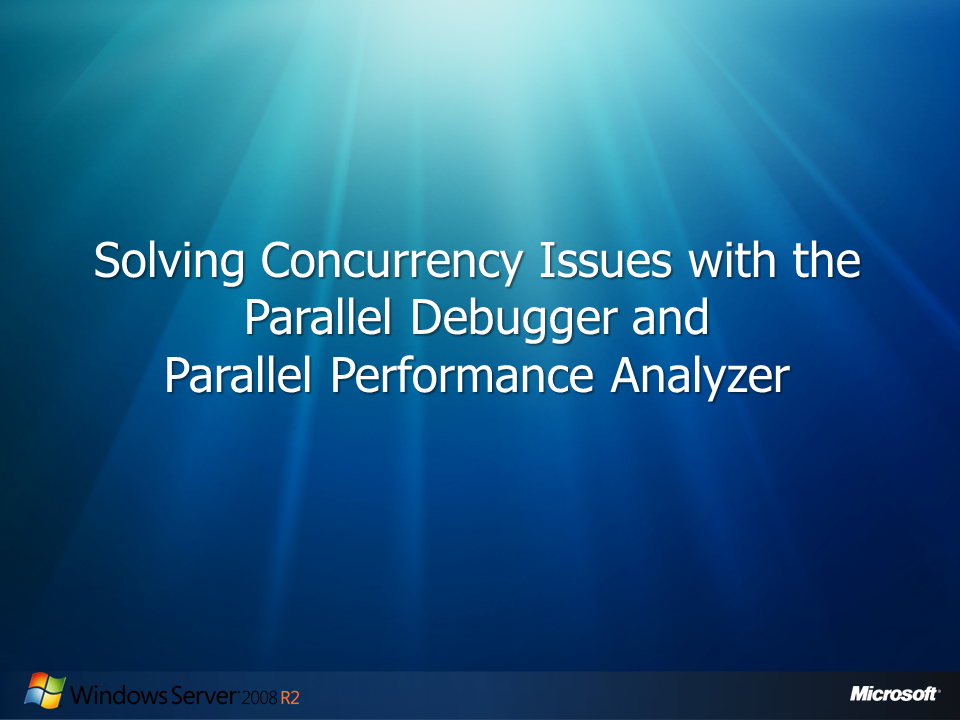 Solving Concurrency Issues with the
Parallel Debugger and
Parallel Performance Analyzer
Windows Server 2008 R2
Microsoft